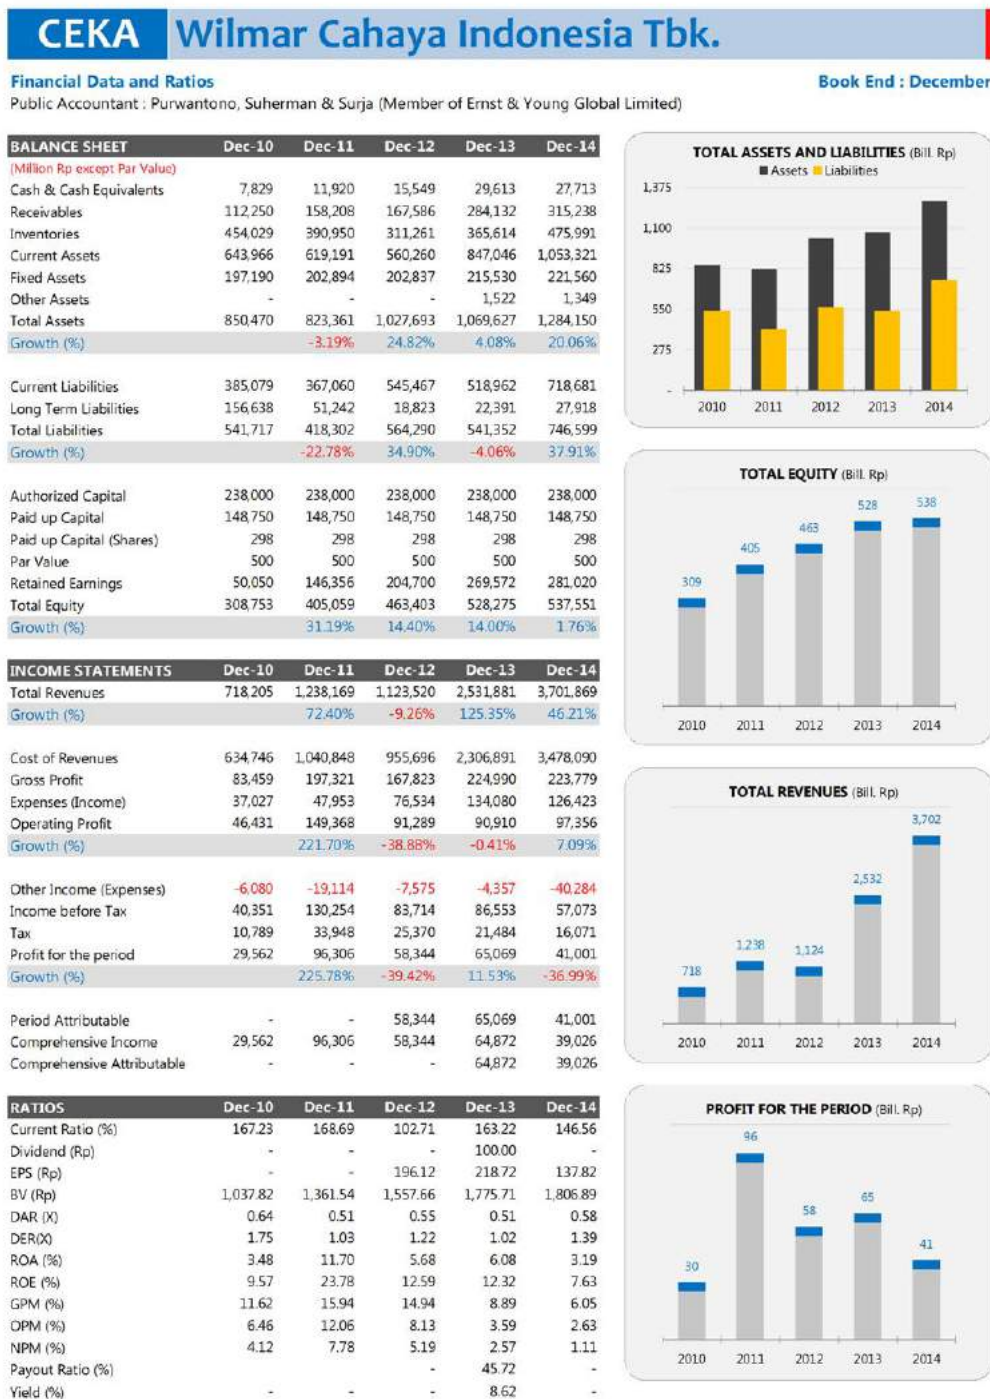 CEKA Wilmar Cahaya Indonesia Tbk.
Financial Data and Ratios Book End : December
Public Accountant : Purwantono, Suherman & Surja (Member of Ernst & Young Global Limited)
BALANCE SHEET Dec-10 Dec-11 Dec-12 Dec-13 Dec-14
(Million Rp except Par Value)
Cash & Cash Equivalents 7,829 11,920 15,549 29,613 27,713
Receivables 112,250 158,208 167,586 284,132 315,238
Inventories 454,029 390,950 311,261 365,614 475,991
Current Assets 643,966 619,191 560,260 847,046 1,053,321
Fixed Assets 197,190 202,894 202,837 215,530 221,560
Other Assets - - - 1,522 1,349
Total Assets 850,470 823,361 1,027,693 1,069,627 1,284,150
Growth (%) -3.19% 24.82% 4.08% 20.06%
Current Liabilities 385,079 367,060 545,467 518,962 718,681
Long Term Liabilities 156,638 51,242 18,823 22,391 27,918
Total Liabilities 541,717 418,302 564,290 541,352 746,599
Growth (%) -22.78% 34.90% -4.06% 37.91%
Authorized Capital 238,000 238,000 238,000 238,000 238,000
Paid up Capital 148,750 148,750 148,750 148,750 148,750
Paid up Capital (Shares) 298 298 298 298 298
Par Value 500 500 500 500 500
Retained Earnings 50,050 146,356 204,700 269,572 281,020
Total Equity 308,753 405,059 463,403 528,275 537,551
Growth (%) 31.19% 14.40% 14.00% 1.76%
INCOME STATEMENTS Dec-10 Dec-11 Dec-12 Dec-13 Dec-14
Total Revenues 718,205 1,238,169 1,123,520 2,531,881 3,701,869
Growth (%) 72.40% -9.26% 125.35% 46.21%
Cost of Revenues 634,746 1,040,848 955,696 2,306,891 3,478,090
Gross Profit 83,459 197,321 167,823 224,990 223,779
Expenses (Income) 37,027 47,953 76,534 134,080 126,423
Operating Profit 46,431 149,368 91,289 90,910 97,356
Growth (%) 221.70% -38.88% -0.41% 7.09%
Other Income (Expenses) -6,080 -19,114 -7,575 -4,357 -40,284
Income before Tax 40,351 130,254 83,714 86,553 57,073
Tax 10,789 33,948 25,370 21,484 16,071
Profit for the period 29,562 96,306 58,344 65,069 41,001
Growth (%) 225.78% -39.42% 11.53% -36.99%
Period Attributable - - 58,344 65,069 41,001
Comprehensive Income 29,562 96,306 58,344 64,872 39,026
Comprehensive Attributable - - - 64,872 39,026
RATIOS Dec-10 Dec-11 Dec-12 Dec-13 Dec-14
Current Ratio (%) 167.23 168.69 102.71 163.22 146.56
Dividend (Rp) - - - 100.00 -
EPS (Rp) - - 196.12 218.72 137.82
BV (Rp) 1,037.82 1,361.54 1,557.66 1,775.71 1,806.89
DAR (X) 0.64 0.51 0.55 0.51 0.58
DER(X) 1.75 1.03 1.22 1.02 1.39
ROA (%) 3.48 11.70 5.68 6.08 3.19
ROE (%) 9.57 23.78 12.59 12.32 7.63
GPM (%) 11.62 15.94 14.94 8.89 6.05
OPM (%) 6.46 12.06 8.13 3.59 2.63
NPM (%) 4.12 7.78 5.19 2.57 1.11
Payout Ratio (%) - 45.72 -
Yield (%) - - - 8.62 -
TOTAL ASSETS AND LIABILITIES (Bill. Rp)
Assets Liabilities
1,375
1,100
825
550
275
-
2010 2011 2012 2013 2014
TOTAL EQUITY (Bill. Rp)
309 405 463 528 538
2010 2011 2012 2013 2014
TOTAL REVENUES (Bill. Rp)
718 1,238 1,124 2,532 3,702
2010 2011 2012 2013 2014
PROFIT FOR THE PERIOD (Bill. Rp)
30 96 58 65 41
2010 2011 2012 2013 2014